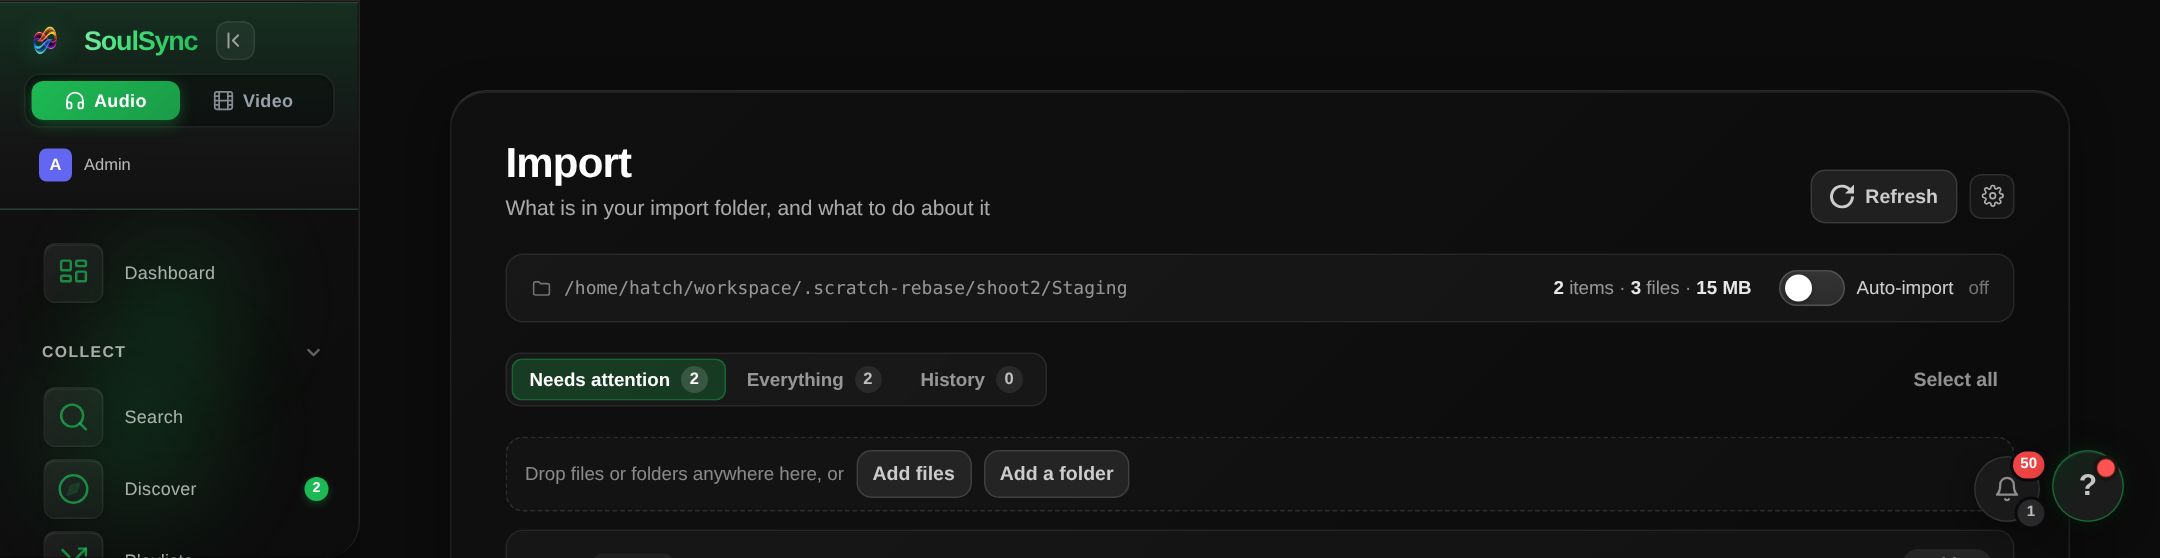 SoulSync
Audio
Video
A
Admin
Dashboard
COLLECT
Search
Discover
2
Import
What is in your import folder, and what to do about it
Refresh
/home/hatch/workspace/.scratch-rebase/shoot2/Staging
2 items · 3 files · 15 MB
Auto-import off
Needs attention 2
Everything 2
History 0
Select all
Drop files or folders anywhere here, or
Add files
Add a folder
50
1
?